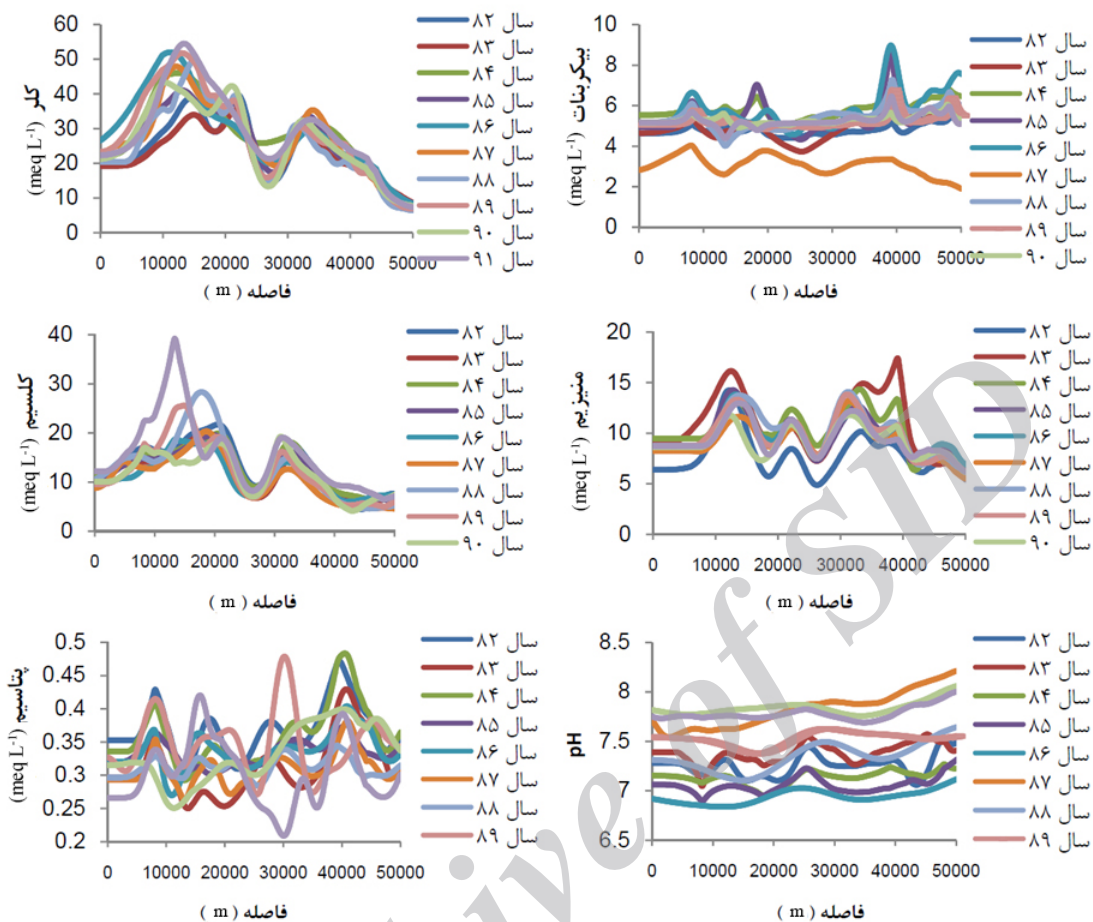 60
50
40
30
20
10
0
کلر
(meq L-1)
0 10000 20000 30000 40000 50000
فاصله ( m )
سال ۸۲
سال ۸۳
سال ۸۴
سال ۸۵
سال ۸۶
سال ۸۷
سال ۸۸
سال ۸۹
سال ۹۰
سال ۹۱
10
8
6
4
2
0
بیکربنات
(meq L-1)
0 10000 20000 30000 40000 50000
فاصله ( m )
سال ۸۲
سال ۸۳
سال ۸۴
سال ۸۵
سال ۸۶
سال ۸۷
سال ۸۸
سال ۸۹
سال ۹۰
40
30
20
10
0
کلسیم
(meq L-1)
0 10000 20000 30000 40000 50000
فاصله ( m )
سال ۸۲
سال ۸۳
سال ۸۴
سال ۸۵
سال ۸۶
سال ۸۷
سال ۸۸
سال ۸۹
سال ۹۰
20
15
10
5
0
منیزیم
(meq L-1)
0 10000 20000 30000 40000 50000
فاصله ( m )
سال ۸۲
سال ۸۳
سال ۸۴
سال ۸۵
سال ۸۶
سال ۸۷
سال ۸۸
سال ۸۹
سال ۹۰
0.5
0.45
0.4
0.35
0.3
0.25
0.2
پتاسیم
(meq L-1)
0 10000 20000 30000 40000 50000
فاصله ( m )
سال ۸۲
سال ۸۳
سال ۸۴
سال ۸۵
سال ۸۶
سال ۸۷
سال ۸۸
سال ۸۹
8.5
8
7.5
7
6.5
pH
0 10000 20000 30000 40000 50000
فاصله ( m )
سال ۸۲
سال ۸۳
سال ۸۴
سال ۸۵
سال ۸۶
سال ۸۷
سال ۸۸
سال ۸۹
ive of SID